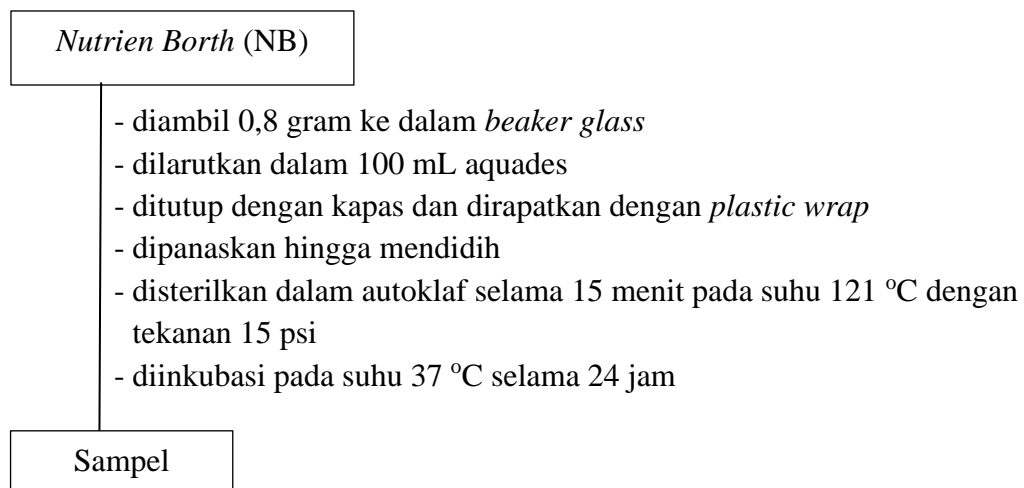 Nutrien Borth (NB)
- diambil 0,8 gram ke dalam beaker glass
- dilarutkan dalam 100 mL aquades
- ditutup dengan kapas dan dirapatkan dengan plastic wrap
- dipanaskan hingga mendidih
- disterilkan dalam autoklaf selama 15 menit pada suhu 121 °C dengan
tekanan 15 psi
- diinkubasi pada suhu 37 °C selama 24 jam
Sampel